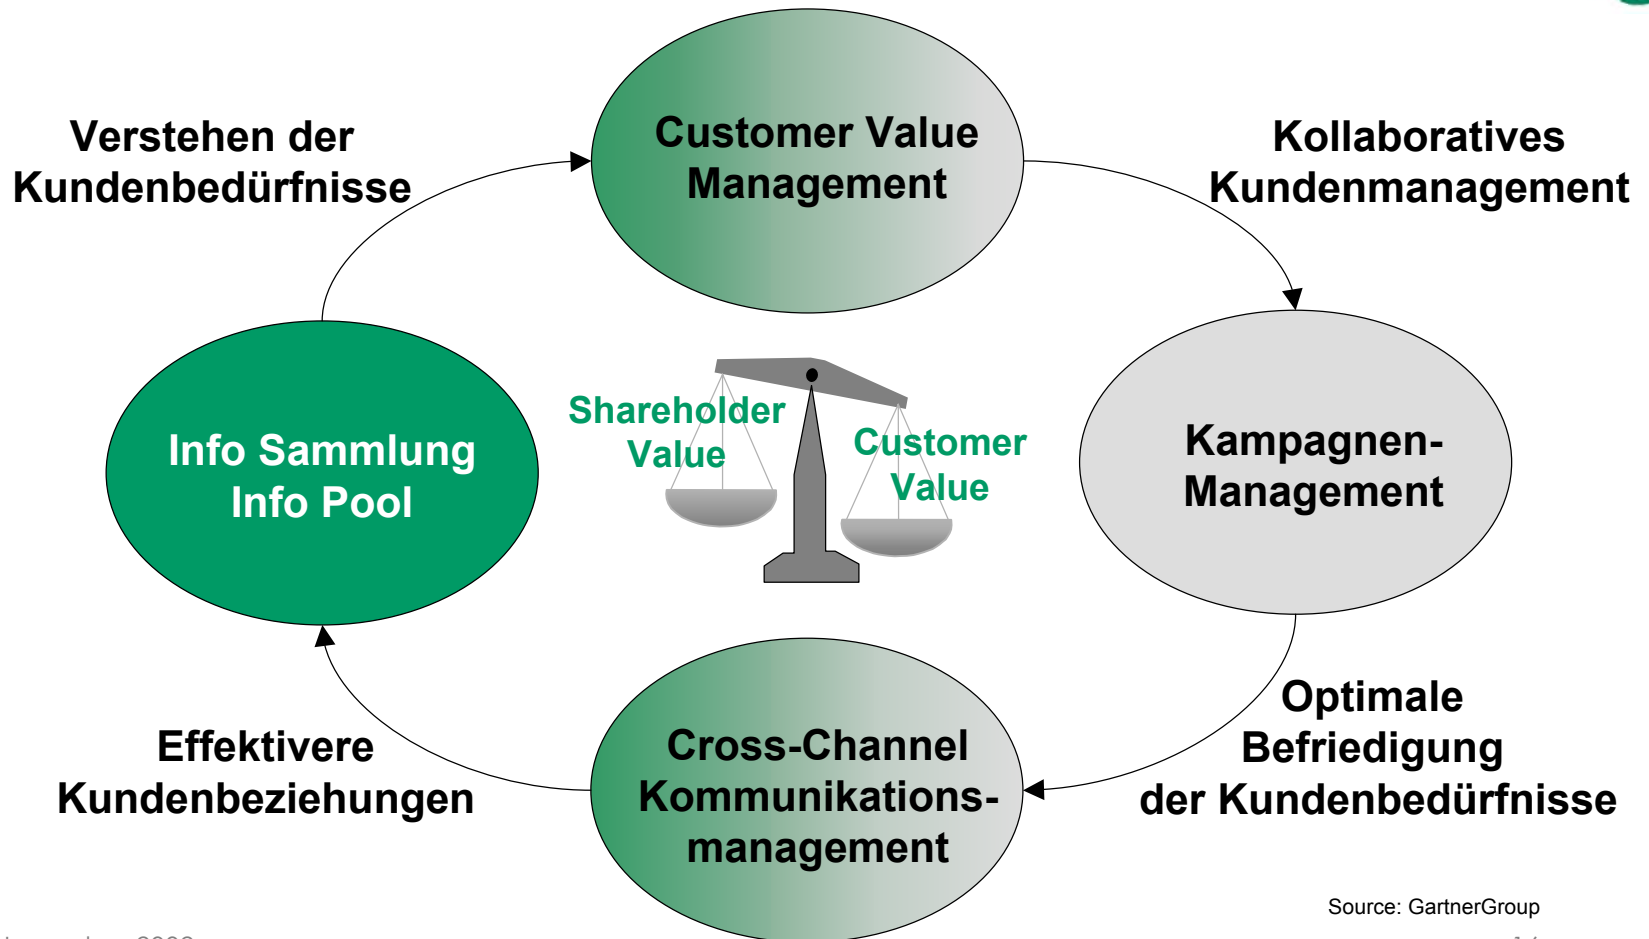 Customer Value
Management
Verstehen der
Kundenbedürfnisse
Kollaboratives
Kundenmanagement
Info Sammlung
Info Pool
Shareholder
Value
Customer
Value
Kampagnen-
Management
Effektivere
Kundenbeziehungen
Cross-Channel
Kommunikations-
management
Optimale
Befriedigung
der Kundenbedürfnisse
Source: GartnerGroup